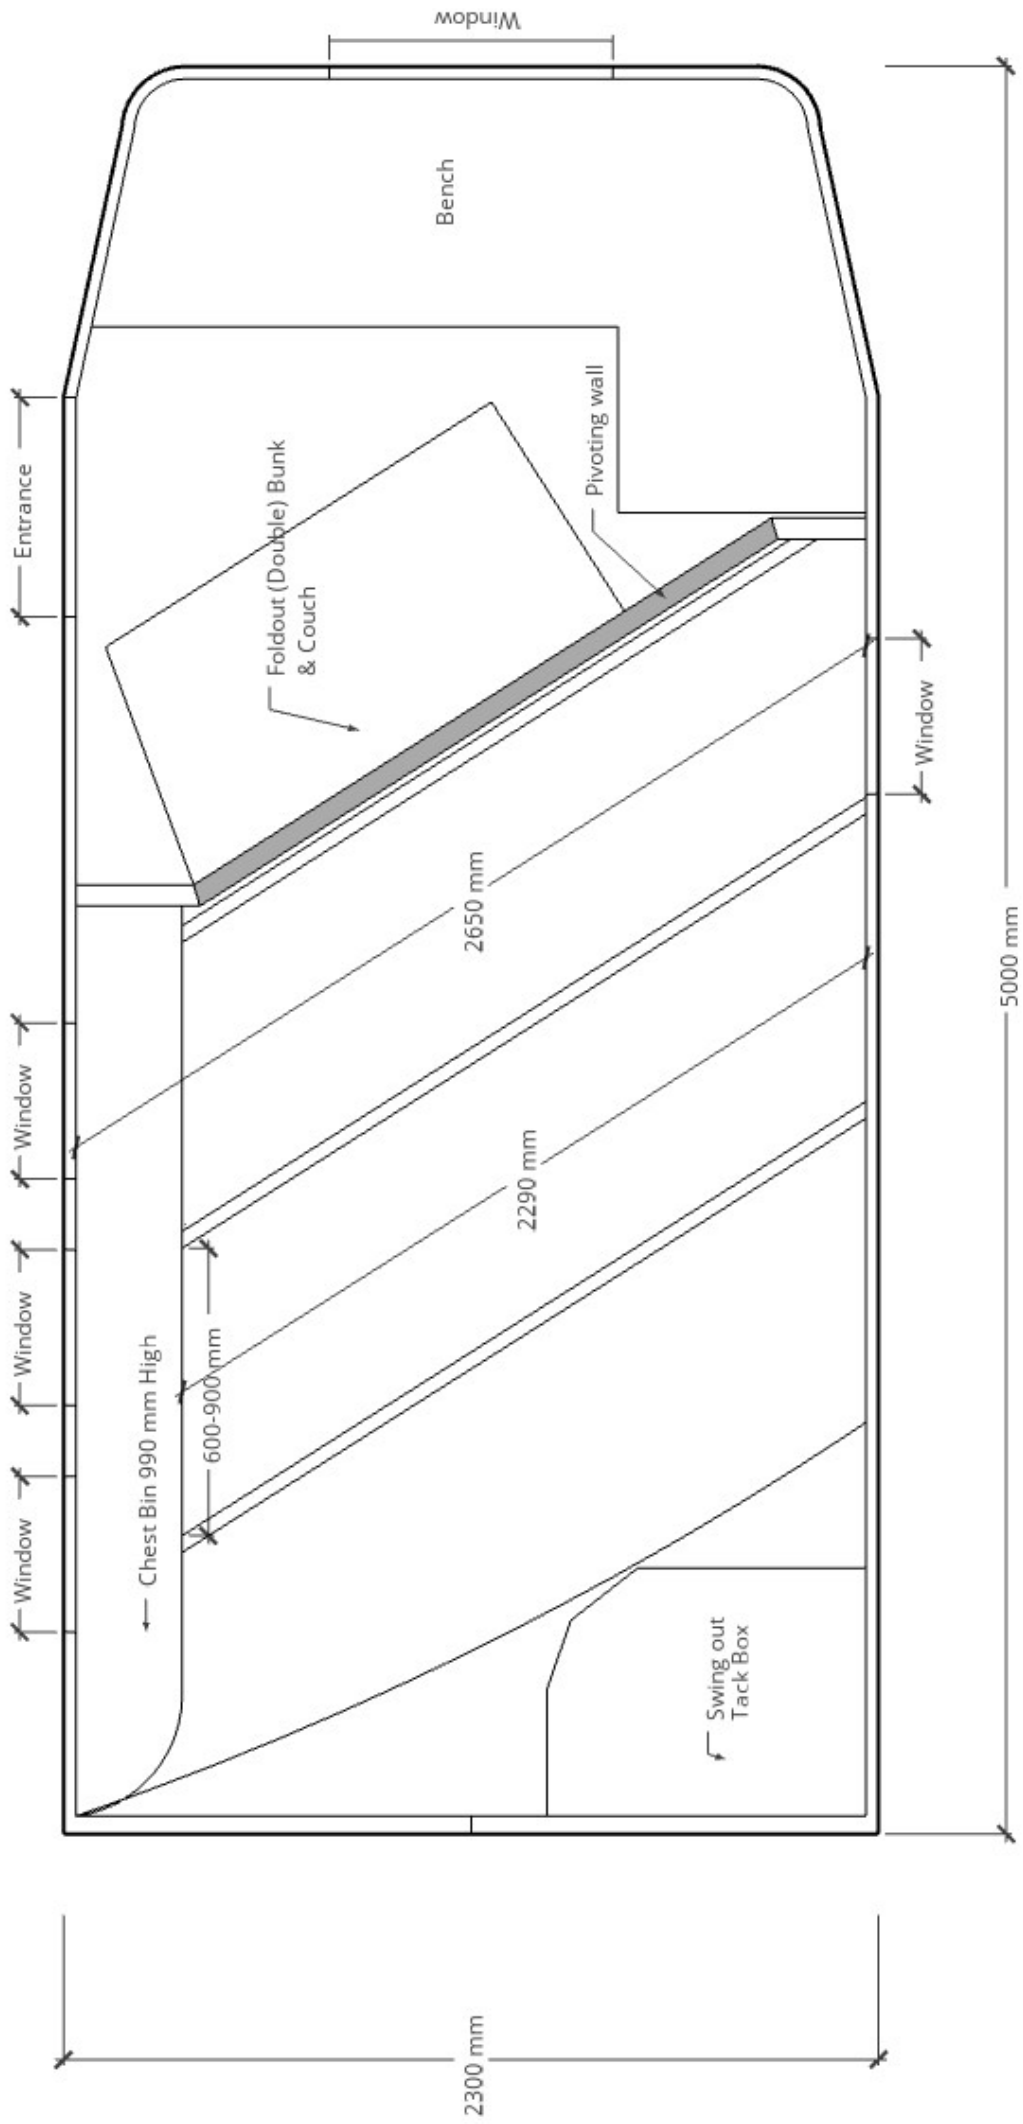 Window
Window
Window
Entrance
Chest Bin 990 mm High
600-900 mm
Foldout (Double) Bunk
& Couch
Bench
Window
2300 mm
2290 mm
2650 mm
Pivoting wall
Swing out
Tack Box
Window
5000 mm